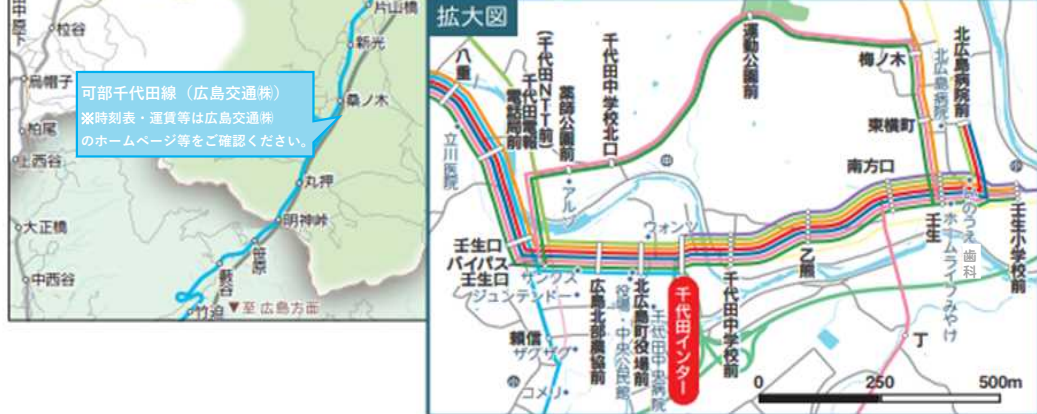 田中原下
柆谷
烏帽子
柏尾
上西谷
大正橋
中西谷
片山橋
新光
桑ノ木
可部千代田線（広島交通㈱）
※時刻表・運賃等は広島交通㈱
のホームページ等をご確認ください。
丸押
明神峠
笹原
藪谷
竹迫
▼至 広島方面
拡大図
八重
立川医院
千代田電報
電話局前
(千代田NTT前)
薬師公園前
アルゾ
千代田中学校北口
運動公園前
梅ノ木
北広島病院
北広島病院前
東横町
南方口
ウォンツ
壬生口
バイパス
壬生口
サンクス
ジュンテンドー
頼信
ザグザグ
コメリ
広島北部農協前
北広島町役場前
役場・中央公民館
千代田中央病院
千代田インター
千代田中学校前
乙熊
壬生
ホームライフみやけ
のうえ歯科
壬生小学校前
丁
0
250
500m